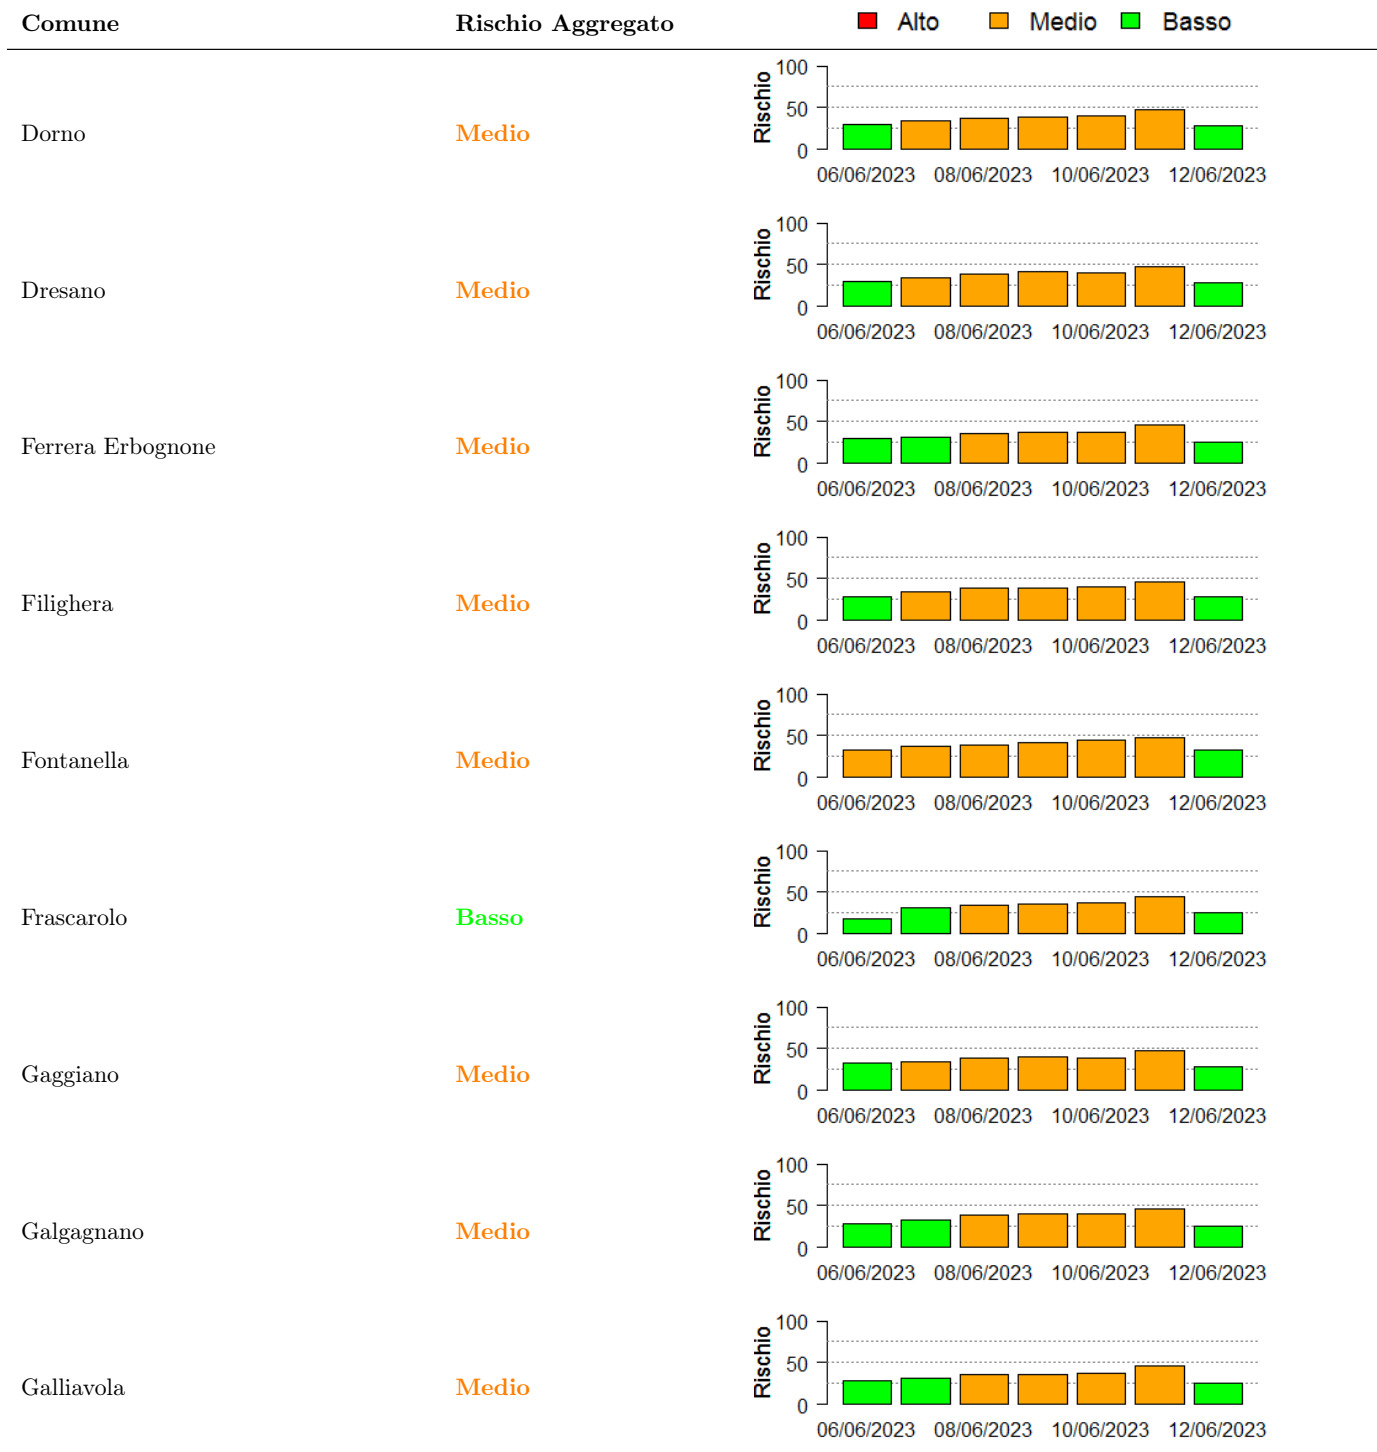 Comune Rischio Aggregato Alto Medio Basso
Dorno Medio
Rischio
100
50
0
06/06/2023 08/06/2023 10/06/2023 12/06/2023
Dresano Medio
Rischio
100
50
0
06/06/2023 08/06/2023 10/06/2023 12/06/2023
Ferrera Erbognone Medio
Rischio
100
50
0
06/06/2023 08/06/2023 10/06/2023 12/06/2023
Filighera Medio
Rischio
100
50
0
06/06/2023 08/06/2023 10/06/2023 12/06/2023
Fontanella Medio
Rischio
100
50
0
06/06/2023 08/06/2023 10/06/2023 12/06/2023
Frascarolo Basso
Rischio
100
50
0
06/06/2023 08/06/2023 10/06/2023 12/06/2023
Gaggiano Medio
Rischio
100
50
0
06/06/2023 08/06/2023 10/06/2023 12/06/2023
Galgagnano Medio
Rischio
100
50
0
06/06/2023 08/06/2023 10/06/2023 12/06/2023
Galliavola Medio
Rischio
100
50
0
06/06/2023 08/06/2023 10/06/2023 12/06/2023